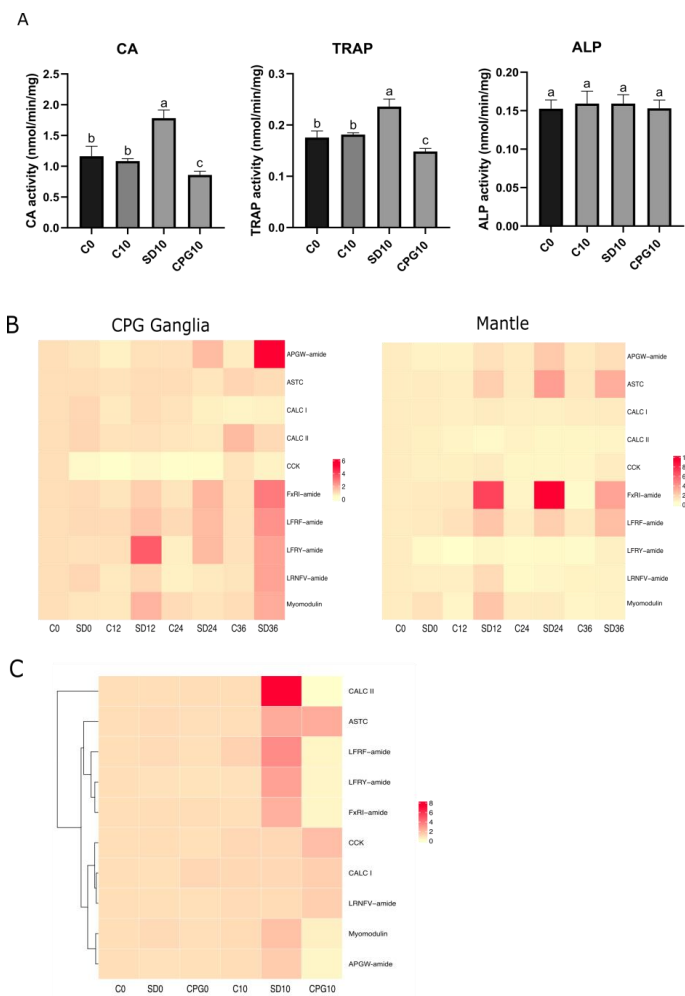 A
CA
TRAP
ALP
CA activity (nmol/min/mg)
2.5
2.0
1.5
1.0
0.5
0.0
b
b
a
c
C0
C10
SD10
CPG10
TRAP activity (nmol/min/mg)
0.3
0.2
0.1
0.0
b
b
a
c
C0
C10
SD10
CPG10
ALP activity (nmol/min/mg)
0.20
0.15
0.10
0.05
0.00
a
a
a
a
C0
C10
SD10
CPG10
B
CPG Ganglia
APGW-amide
ASTC
CALC I
CALC II
CCK
FxRI-amide
LFRF-amide
LFRY-amide
LRNFV-amide
Myomodulin
C0 SD0 C12 SD12 C24 SD24 C36 SD36
6
4
2
0
Mantle
APGW-amide
ASTC
CALC I
CALC II
CCK
FxRI-amide
LFRF-amide
LFRY-amide
LRNFV-amide
Myomodulin
C0 SD0 C12 SD12 C24 SD24 C36 SD36
8
6
4
2
0
C
CALC II
ASTC
LFRF-amide
LFRY-amide
FxRI-amide
CCK
CALC I
LRNFV-amide
Myomodulin
APGW-amide
C0 SD0 CPG0 C10 SD10 CPG10
8
6
4
2
0